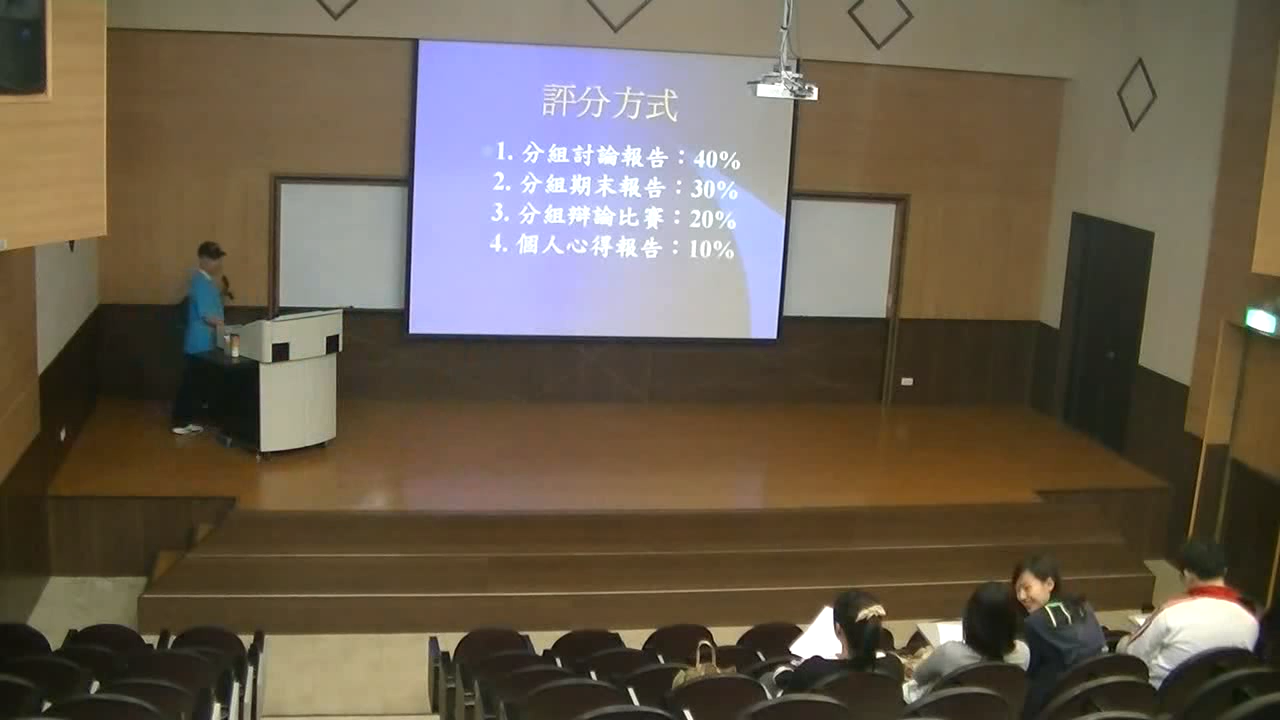 評分方式
1. 分組討論報告：40%
2. 分組期末報告：30%
3. 分組辯論比賽：20%
4. 個人心得報告：10%